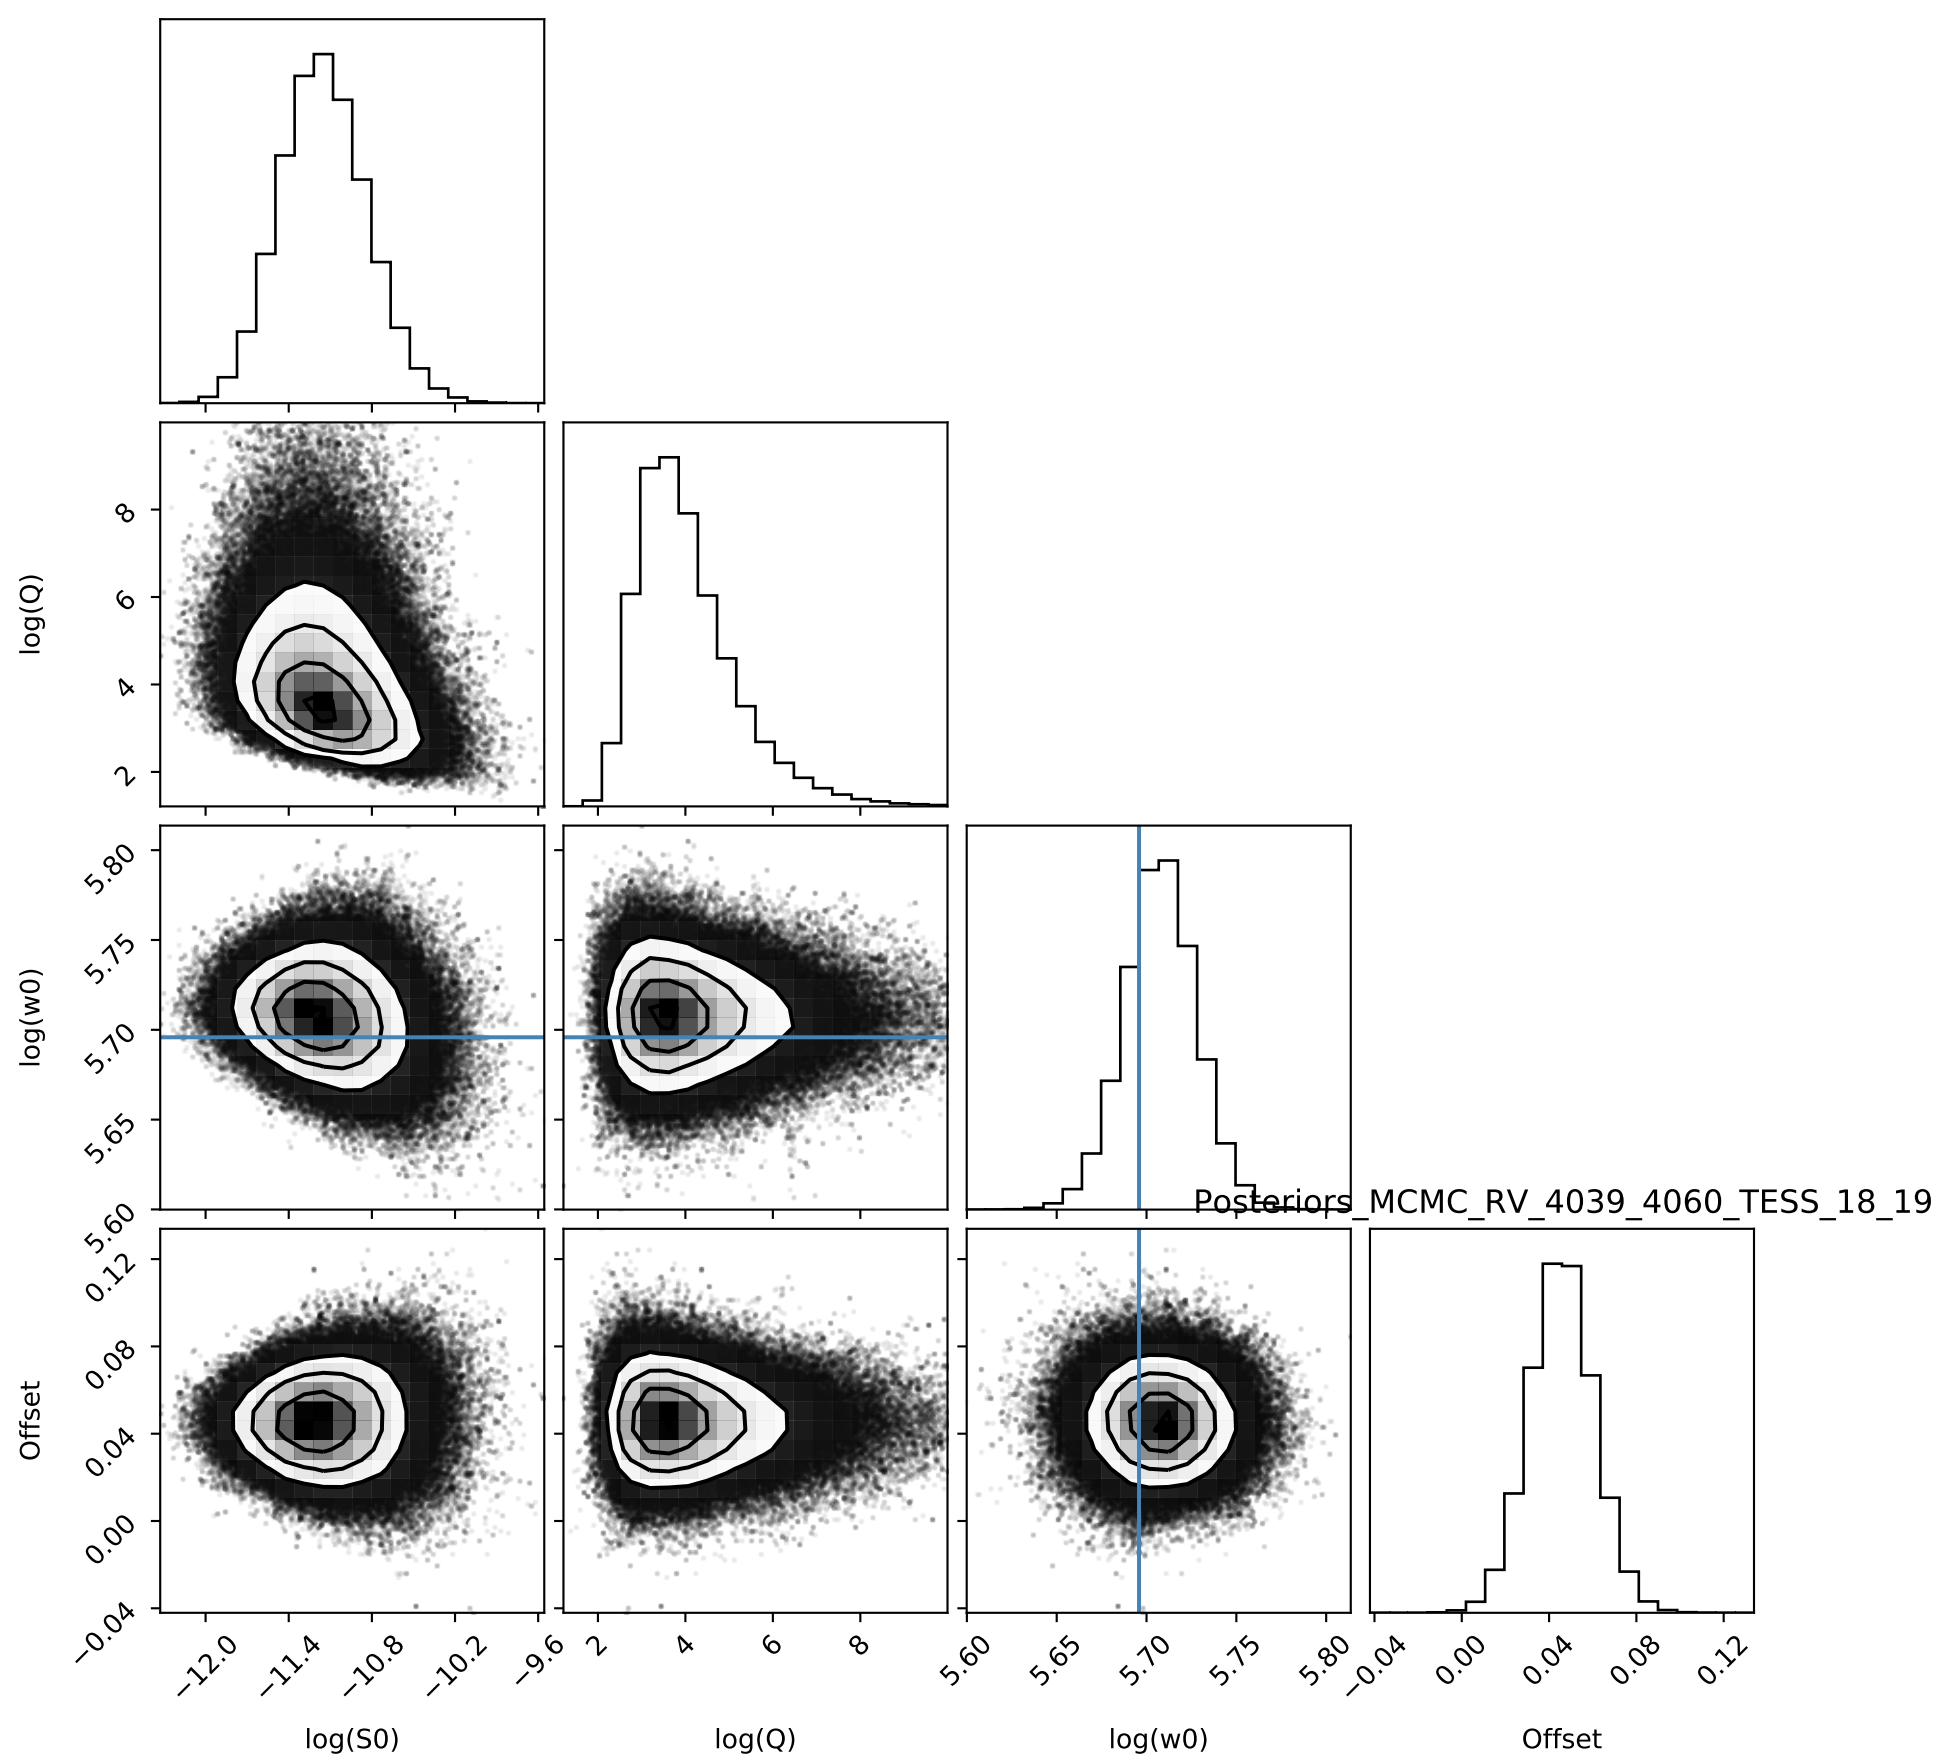 log(Q)
8
6
4
2
log(w0)
5.80
5.75
5.70
5.65
5.60
Posteriors_MCMC_RV_4039_4060_TESS_18_19
Offset
0.12
0.08
0.04
0.00
−0.04
−12.0 −11.4 −10.8 −10.2 −9.6 2 4 6 8 5.60 5.65 5.70 5.75 5.80 −0.04 0.00 0.04 0.08 0.12
log(S0) log(Q) log(w0) Offset